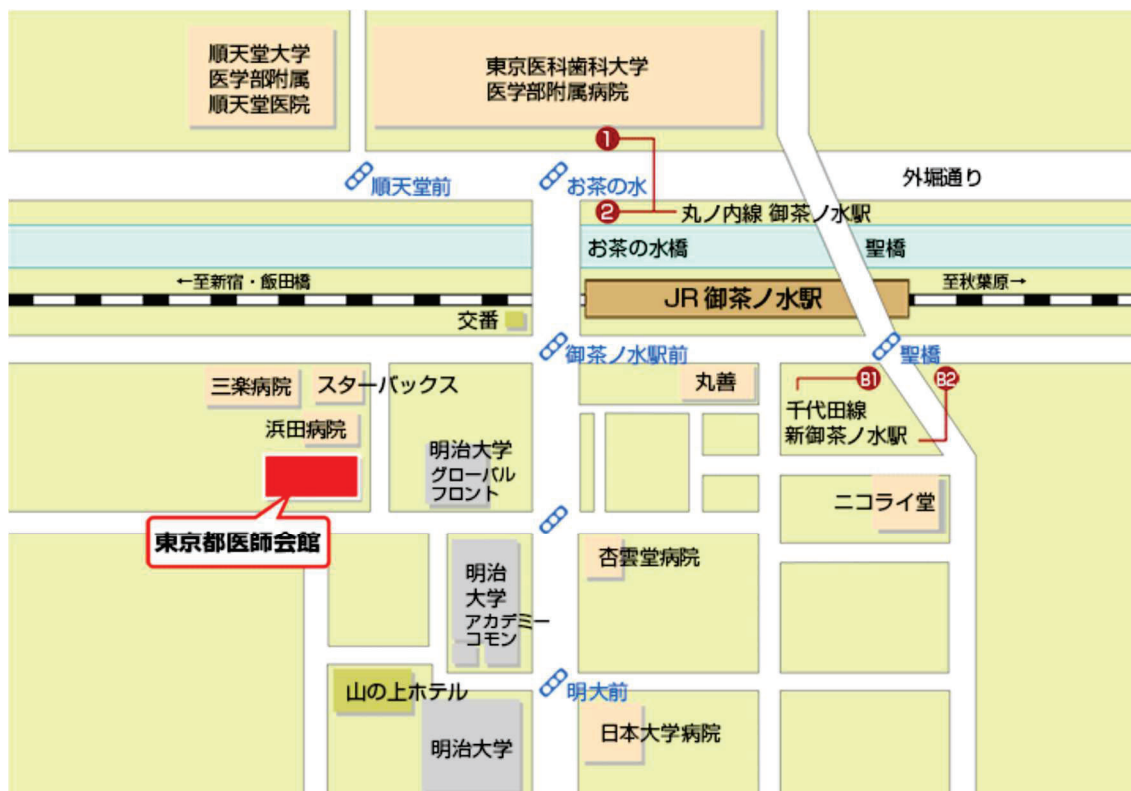 順天堂大学
医学部附属
順天堂医院
東京医科歯科大学
医学部附属病院
1
順天堂前
お茶の水
外堀通り
2
丸ノ内線 御茶ノ水駅
お茶の水橋
聖橋
←至新宿・飯田橋
JR 御茶ノ水駅
至秋葉原→
交番
御茶ノ水駅前
聖橋
三楽病院
スターバックス
丸善
B1
B2
千代田線
新御茶ノ水駅
浜田病院
明治大学
グローバル
フロント
ニコライ堂
東京都医師会館
杏雲堂病院
明治
大学
アカデミー
コモン
山の上ホテル
明大前
明治大学
日本大学病院